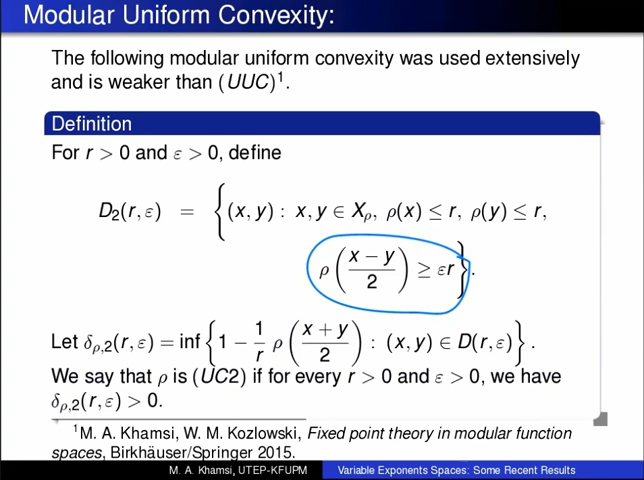 Modular Uniform Convexity:
The following modular uniform convexity was used extensively
and is weaker than (UUC)¹.
Definition
For r > 0 and ε > 0, define
D₂(r, ε) = {(x, y) : x, y ∈ X_ρ, ρ(x) ≤ r, ρ(y) ≤ r,
ρ((x − y)/2) ≥ εr}.
Let δ_ρ,₂(r, ε) = inf{1 − (1/r) ρ((x + y)/2) : (x, y) ∈ D(r, ε)}.
We say that ρ is (UC2) if for every r > 0 and ε > 0, we have
δ_ρ,₂(r, ε) > 0.
¹M. A. Khamsi, W. M. Kozlowski, Fixed point theory in modular function
spaces, Birkhäuser/Springer 2015.
M. A. Khamsi, UTEP-KFUPM Variable Exponents Spaces: Some Recent Results